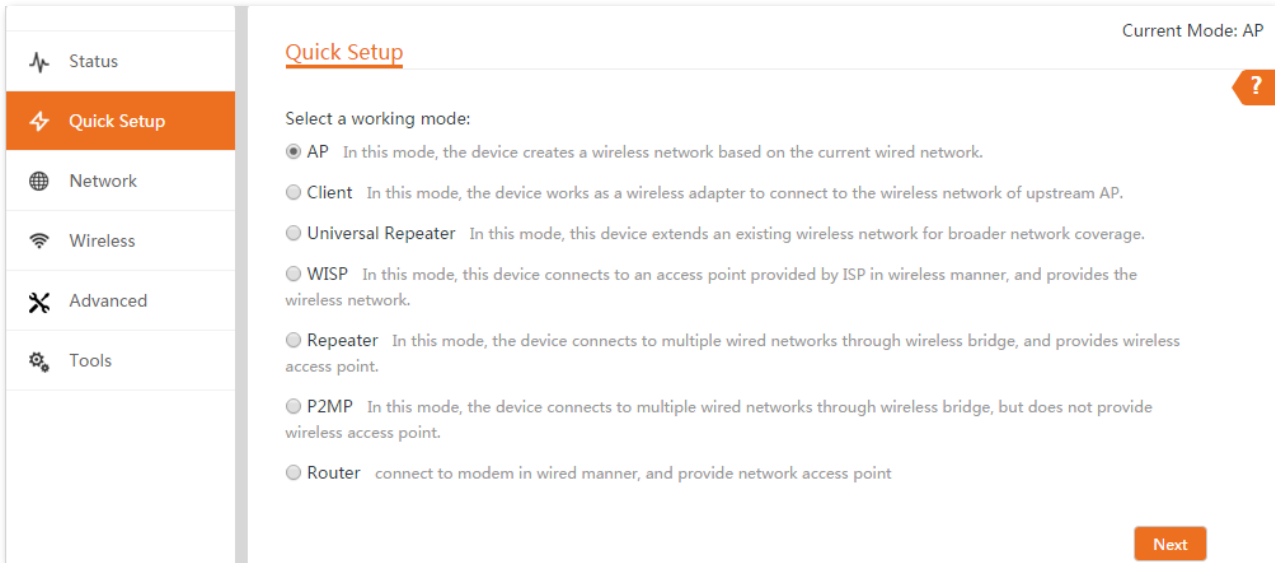 Current Mode: AP
Status
Quick Setup
Network
Wireless
Advanced
Tools
Quick Setup
?
Select a working mode:
AP In this mode, the device creates a wireless network based on the current wired network.
Client In this mode, the device works as a wireless adapter to connect to the wireless network of upstream AP.
Universal Repeater In this mode, this device extends an existing wireless network for broader network coverage.
WISP In this mode, this device connects to an access point provided by ISP in wireless manner, and provides the
wireless network.
Repeater In this mode, the device connects to multiple wired networks through wireless bridge, and provides wireless
access point.
P2MP In this mode, the device connects to multiple wired networks through wireless bridge, but does not provide
wireless access point.
Router connect to modem in wired manner, and provide network access point
Next